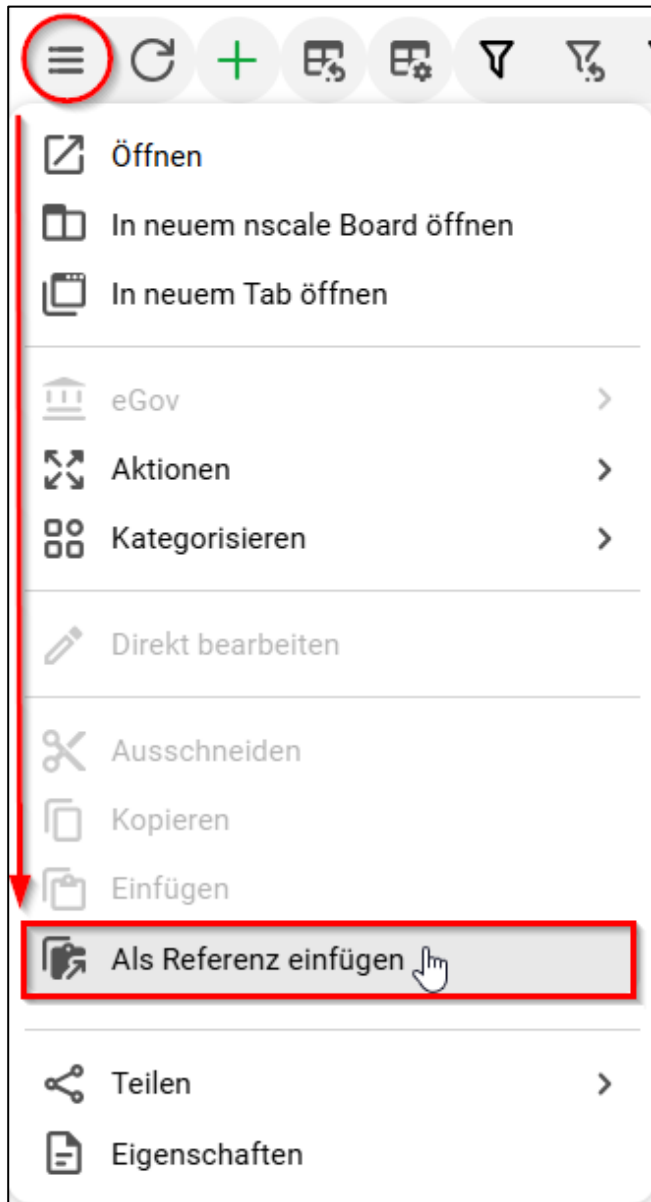 Öffnen
In neuem nscale Board öffnen
In neuem Tab öffnen
eGov
Aktionen
Kategorisieren
Direkt bearbeiten
Ausschneiden
Kopieren
Einfügen
Als Referenz einfügen
Teilen
Eigenschaften